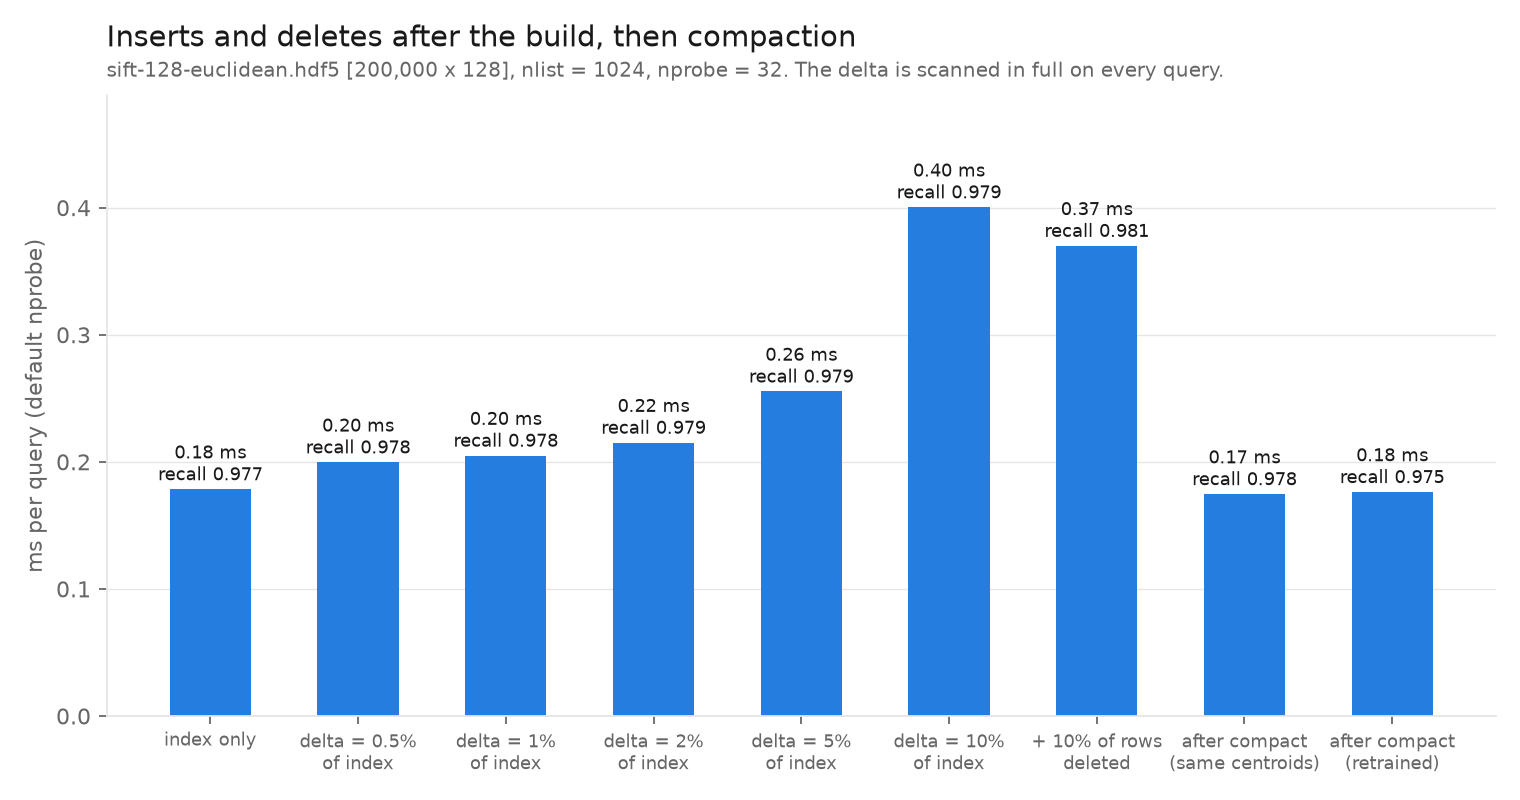 Inserts and deletes after the build, then compaction
sift-128-euclidean.hdf5 [200,000 x 128], nlist = 1024, nprobe = 32. The delta is scanned in full on every query.
ms per query (default nprobe)
0.4
0.3
0.2
0.1
0.0
0.18 ms
recall 0.977
0.20 ms
recall 0.978
0.20 ms
recall 0.978
0.22 ms
recall 0.979
0.26 ms
recall 0.979
0.40 ms
recall 0.979
0.37 ms
recall 0.981
0.17 ms
recall 0.978
0.18 ms
recall 0.975
index only
delta = 0.5%
of index
delta = 1%
of index
delta = 2%
of index
delta = 5%
of index
delta = 10%
of index
+ 10% of rows
deleted
after compact
(same centroids)
after compact
(retrained)